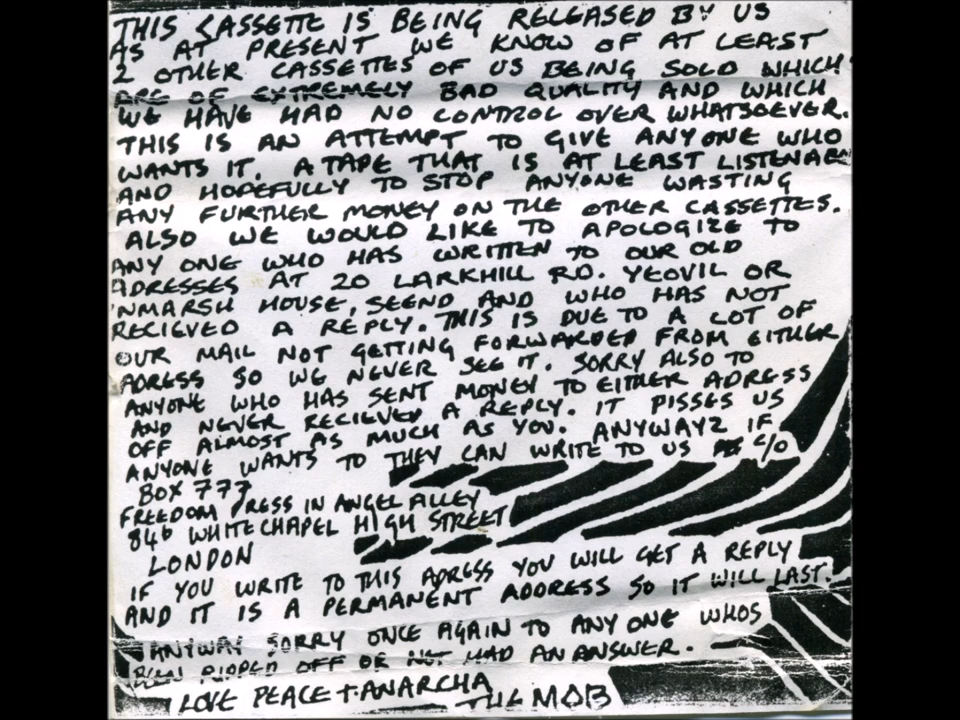 THIS CASSETTE IS BEING RELEASED BY US
AS AT PRESENT WE KNOW OF AT LEAST
2 OTHER CASSETTES OF US BEING SOLD WHICH
ARE OF EXTREMELY BAD QUALITY AND WHICH
WE HAVE HAD NO CONTROL OVER WHATSOEVER.
THIS IS AN ATTEMPT TO GIVE ANYONE WHO
WANTS IT. A TAPE THAT IS AT LEAST LISTENAB
AND HOPEFULLY TO STOP ANYONE WASTING
ANY FURTHER MONEY ON THE OTHER CASSETTES.
ALSO WE WOULD LIKE TO APOLOGIZE TO
ANY ONE WHO HAS WRITTEN TO OUR OLD
ADRESSES AT 20 LARKHILL RD. YEOVIL OR
NMARSH HOUSE, SEEND AND WHO HAS NOT
RECIEVED A REPLY. THIS IS DUE TO A LOT OF
OUR MAIL NOT GETTING FORWARDED FROM EITHER
ADRESS SO WE NEVER SEE IT. SORRY ALSO TO
ANYONE WHO HAS SENT MONEY TO EITHER ADRESS
AND NEVER RECIEVED A REPLY. IT PISSES US
OFF ALMOST AS MUCH AS YOU. ANYWAYZ IF
ANYONE WANTS TO THEY CAN WRITE TO US C/O
BOX 777
FREEDOM PRESS IN ANGEL ALLEY
84b WHITECHAPEL HIGH STREET
LONDON
IF YOU WRITE TO THIS ADRESS YOU WILL GET A REPLY
AND IT IS A PERMANENT ADDRESS SO IT WILL LAST.
ANYWAY SORRY ONCE AGAIN TO ANY ONE WHOS
BEEN RIPPED OFF OR NOT HAD AN ANSWER.
LOVE PEACE + ANARCHA THE MOB